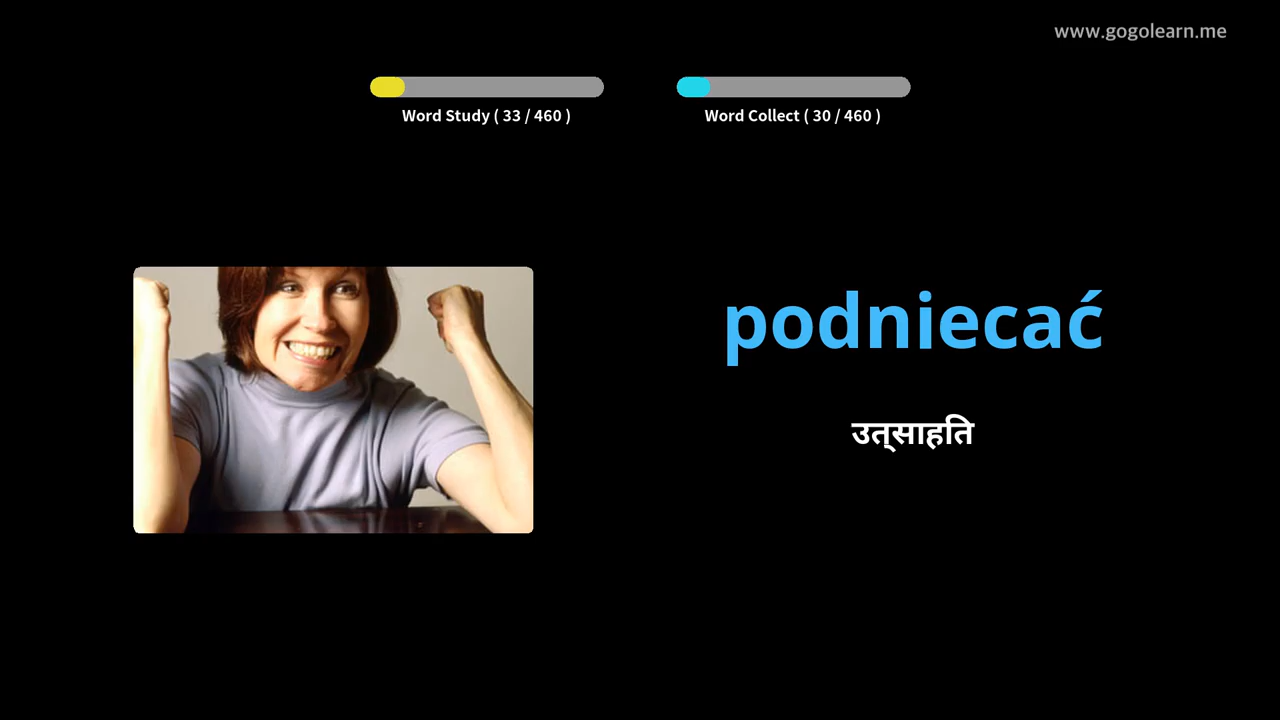 www.gogolearn.me
Word Study ( 33 / 460 )
Word Collect ( 30 / 460 )
podniecać
उत्साहति